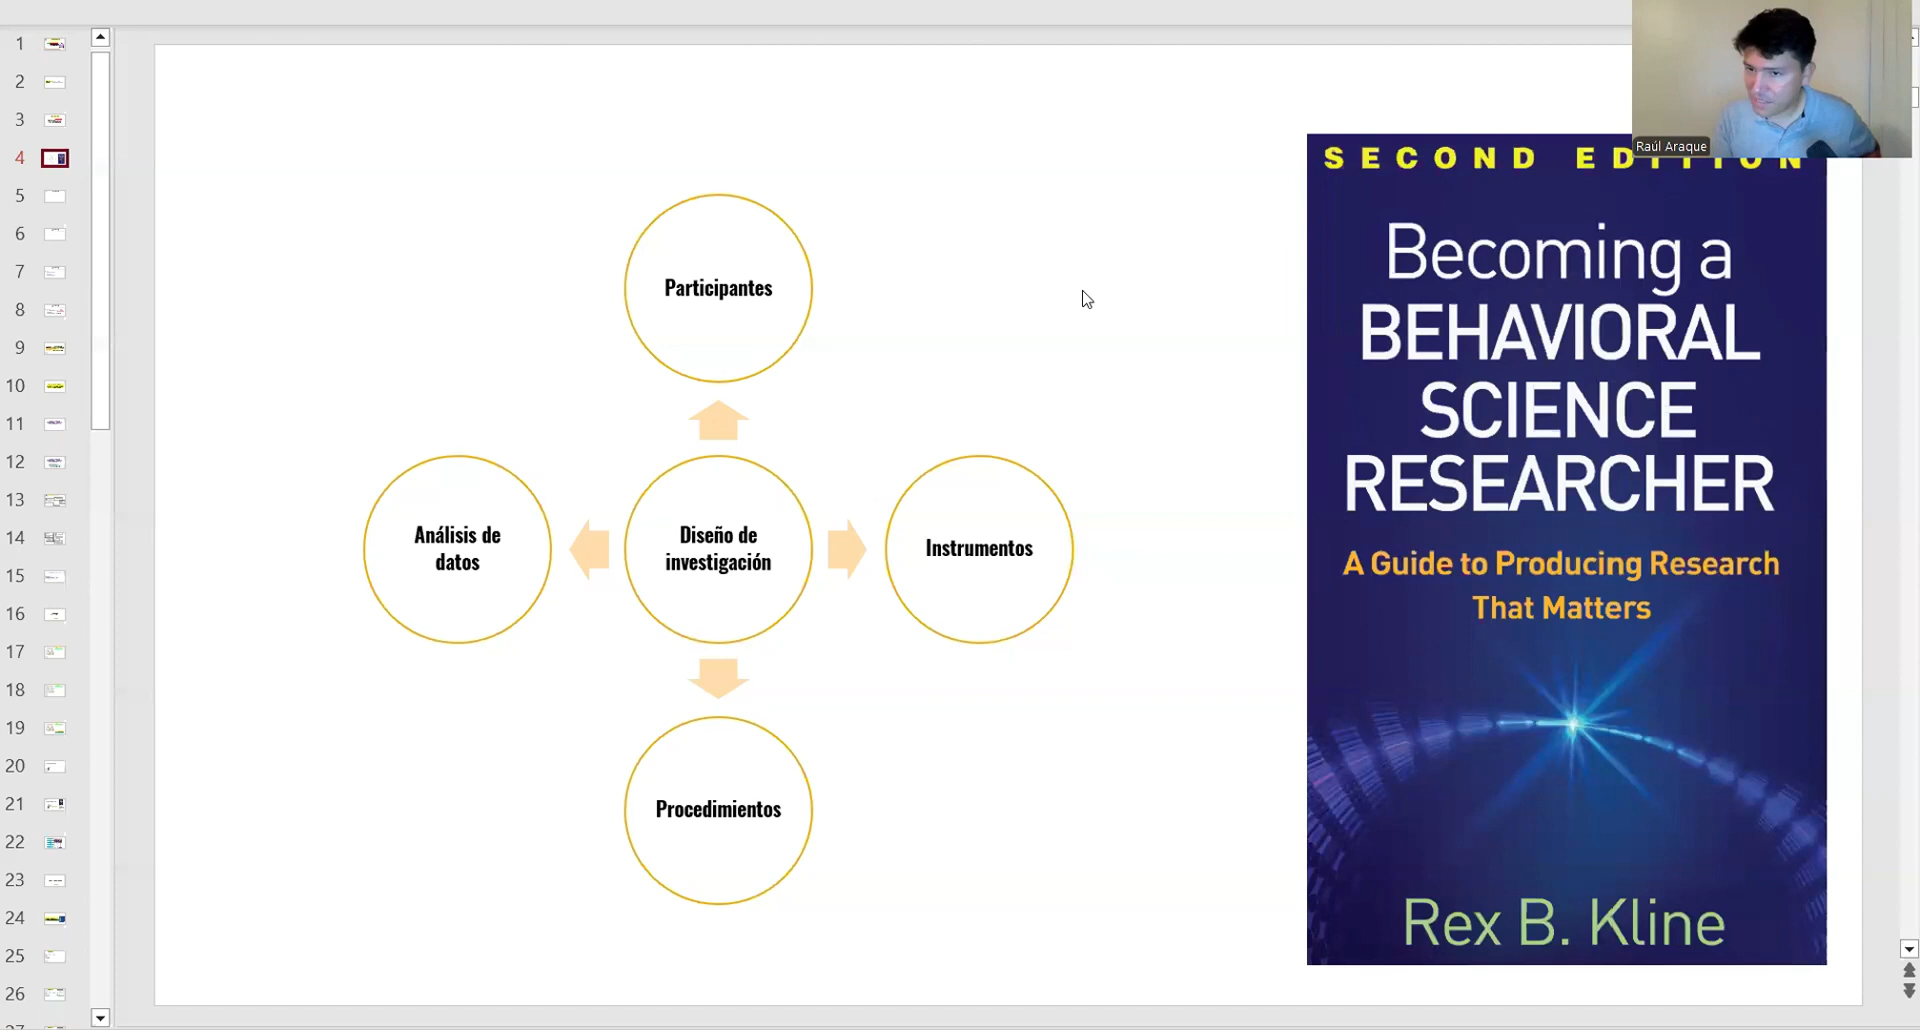 1
2
3
4
5
6
7
8
9
10
11
12
13
14
15
16
17
18
19
20
21
22
23
24
25
26
Participantes
Análisis de
datos
Diseño de
investigación
Instrumentos
Procedimientos
Raúl Araque
SECOND EDITION
Becoming a
BEHAVIORAL
SCIENCE
RESEARCHER
A Guide to Producing Research
That Matters
Rex B. Kline